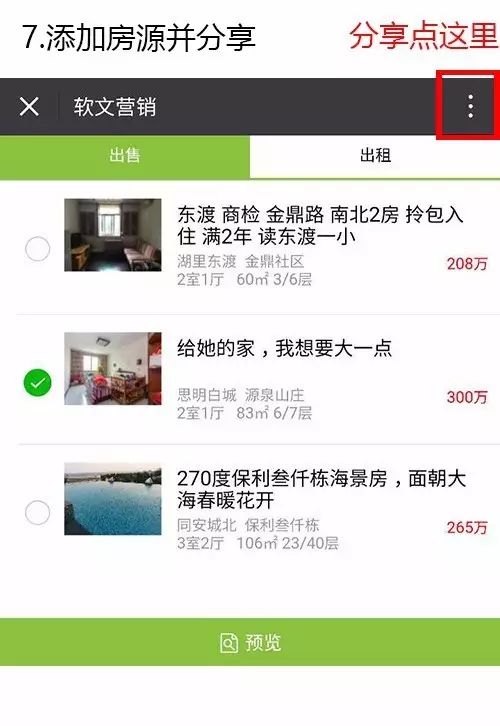 7.添加房源并分享
分享点这里
软文营销
出售
出租
东渡 商检 金鼎路 南北2房 拎包入
住 满2年 读东渡一小
湖里东渡 金鼎社区
2室1厅 60㎡ 3/6层
208万
给她的家，我想要大一点
思明白城 源泉山庄
2室1厅 83㎡ 6/7层
300万
270度保利叁仟栋海景房，面朝大
海春暖花开
同安城北 保利叁仟栋
3室2厅 106㎡ 23/40层
265万
预览